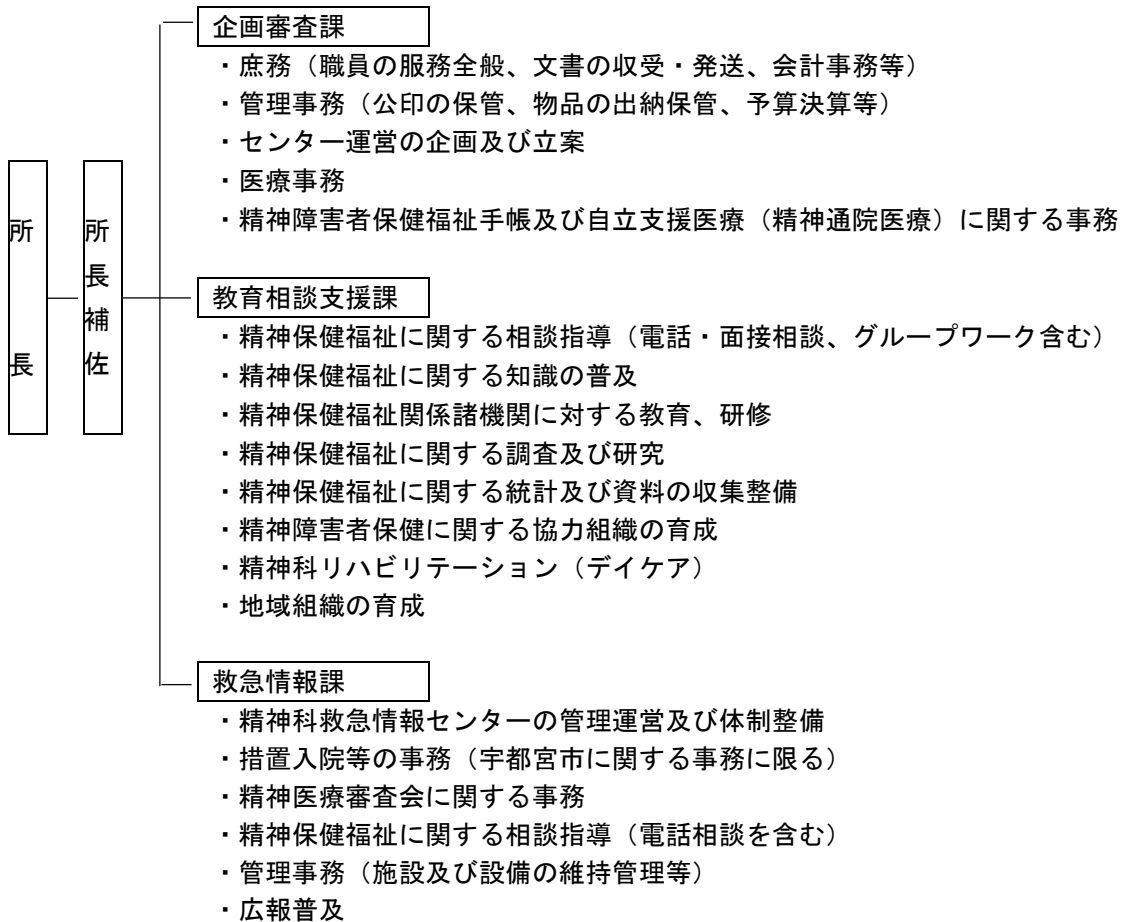 所長
所長補佐
企画審査課
・庶務（職員の服務全般、文書の収受・発送、会計事務等）
・管理事務（公印の保管、物品の出納保管、予算決算等）
・センター運営の企画及び立案
・医療事務
・精神障害者保健福祉手帳及び自立支援医療（精神通院医療）に関する事務
教育相談支援課
・精神保健福祉に関する相談指導（電話・面接相談、グループワーク含む）
・精神保健福祉に関する知識の普及
・精神保健福祉関係諸機関に対する教育、研修
・精神保健福祉に関する調査及び研究
・精神保健福祉に関する統計及び資料の収集整備
・精神障害者保健に関する協力組織の育成
・精神科リハビリテーション（デイケア）
・地域組織の育成
救急情報課
・精神科救急情報センターの管理運営及び体制整備
・措置入院等の事務（宇都宮市に関する事務に限る）
・精神医療審査会に関する事務
・精神保健福祉に関する相談指導（電話相談を含む）
・管理事務（施設及び設備の維持管理等）
・広報普及